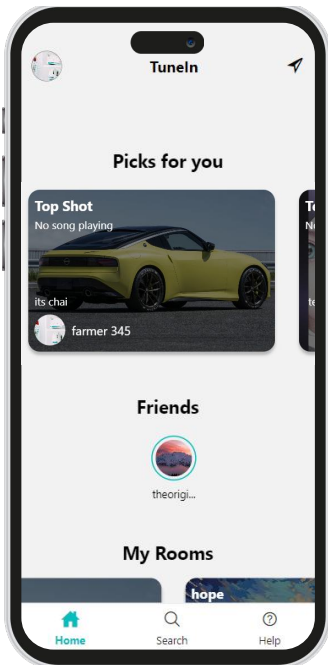 TuneIn
Picks for you
Top Shot
No song playing
its chai
farmer 345
Friends
theorigi...
My Rooms
hope
Home
Search
Help